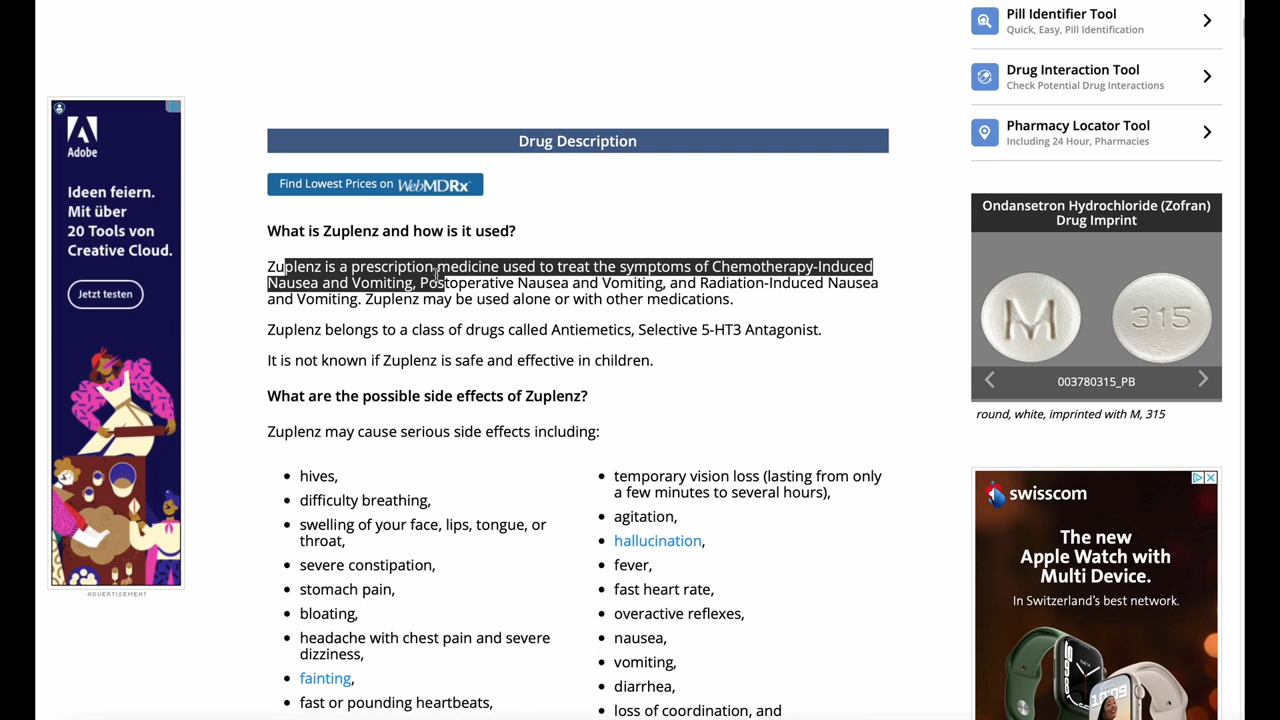 Pill Identifier Tool
Quick, Easy, Pill Identification
Drug Interaction Tool
Check Potential Drug Interactions
Pharmacy Locator Tool
Including 24 Hour, Pharmacies
Adobe
Ideen feiern.
Mit über
20 Tools von
Creative Cloud.
Jetzt testen
ADVERTISEMENT
Drug Description
Find Lowest Prices on WebMDRx
What is Zuplenz and how is it used?
Zuplenz is a prescription medicine used to treat the symptoms of Chemotherapy-Induced
Nausea and Vomiting, Postoperative Nausea and Vomiting, and Radiation-Induced Nausea
and Vomiting. Zuplenz may be used alone or with other medications.
Zuplenz belongs to a class of drugs called Antiemetics, Selective 5-HT3 Antagonist.
It is not known if Zuplenz is safe and effective in children.
What are the possible side effects of Zuplenz?
Zuplenz may cause serious side effects including:
hives,
difficulty breathing,
swelling of your face, lips, tongue, or
throat,
severe constipation,
stomach pain,
bloating,
headache with chest pain and severe
dizziness,
fainting,
fast or pounding heartbeats,
temporary vision loss (lasting from only
a few minutes to several hours),
agitation,
hallucination,
fever,
fast heart rate,
overactive reflexes,
nausea,
vomiting,
diarrhea,
loss of coordination, and
Ondansetron Hydrochloride (Zofran)
Drug Imprint
M
315
003780315_PB
round, white, imprinted with M, 315
swisscom
The new
Apple Watch with
Multi Device.
In Switzerland's best network.